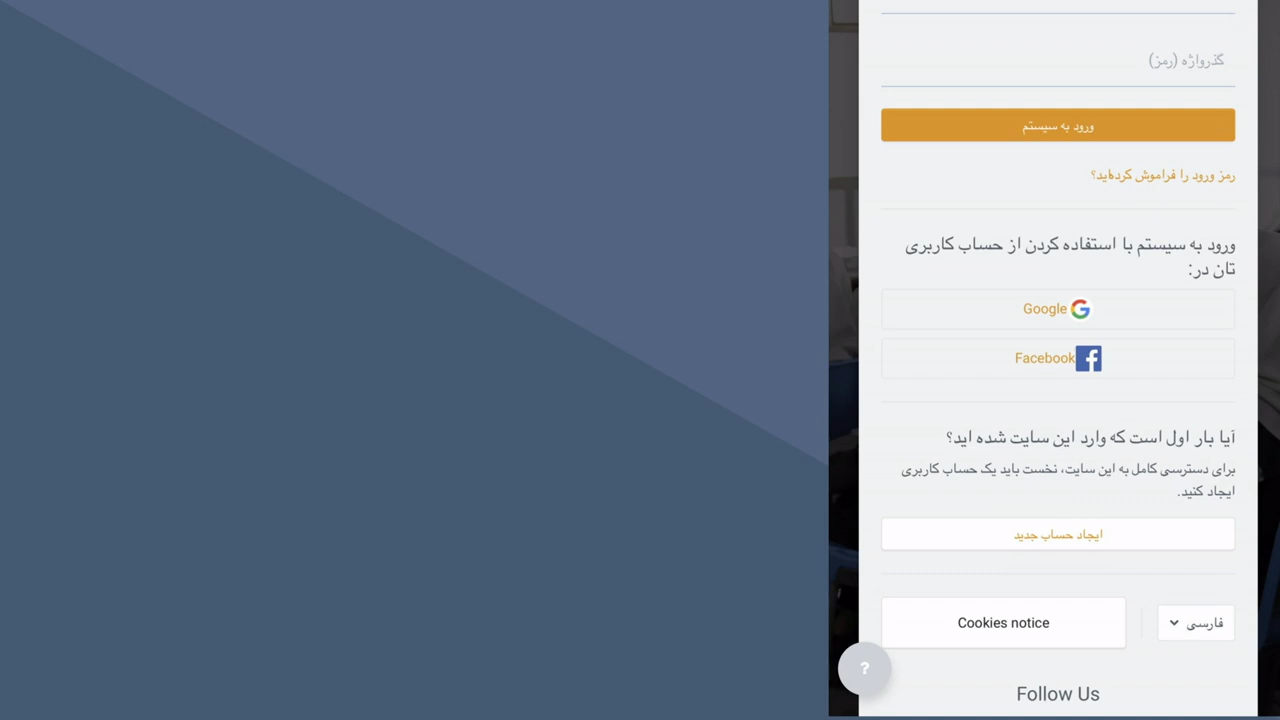 گذرواژه (رمز)
ورود به سیستم
رمز ورود را فراموش کرده‌اید؟
ورود به سیستم با استفاده کردن از حساب کاربری
تان در:
Google
Facebook
آیا بار اول است که وارد این سایت شده اید؟
برای دسترسی کامل به این سایت، نخست باید یک حساب کاربری
ایجاد کنید.
ایجاد حساب جدید
فارسی
Cookies notice
?
Follow Us